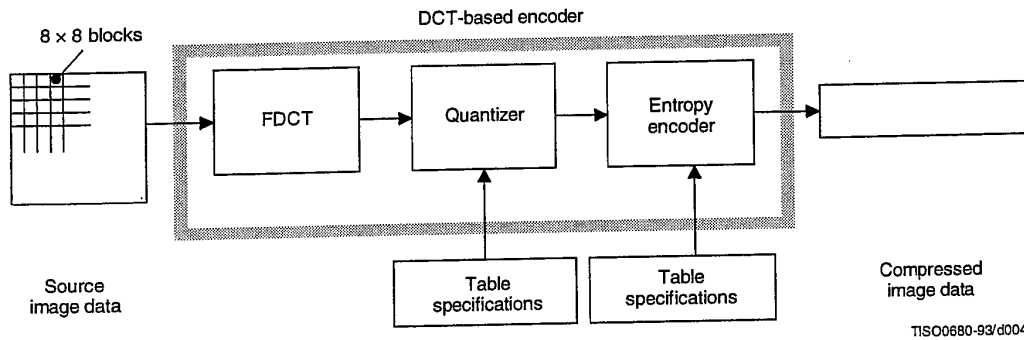 DCT-based encoder
8 × 8 blocks
FDCT
Quantizer
Entropy
encoder
Table
specifications
Table
specifications
Source
image data
Compressed
image data
TISO0680-93/d004